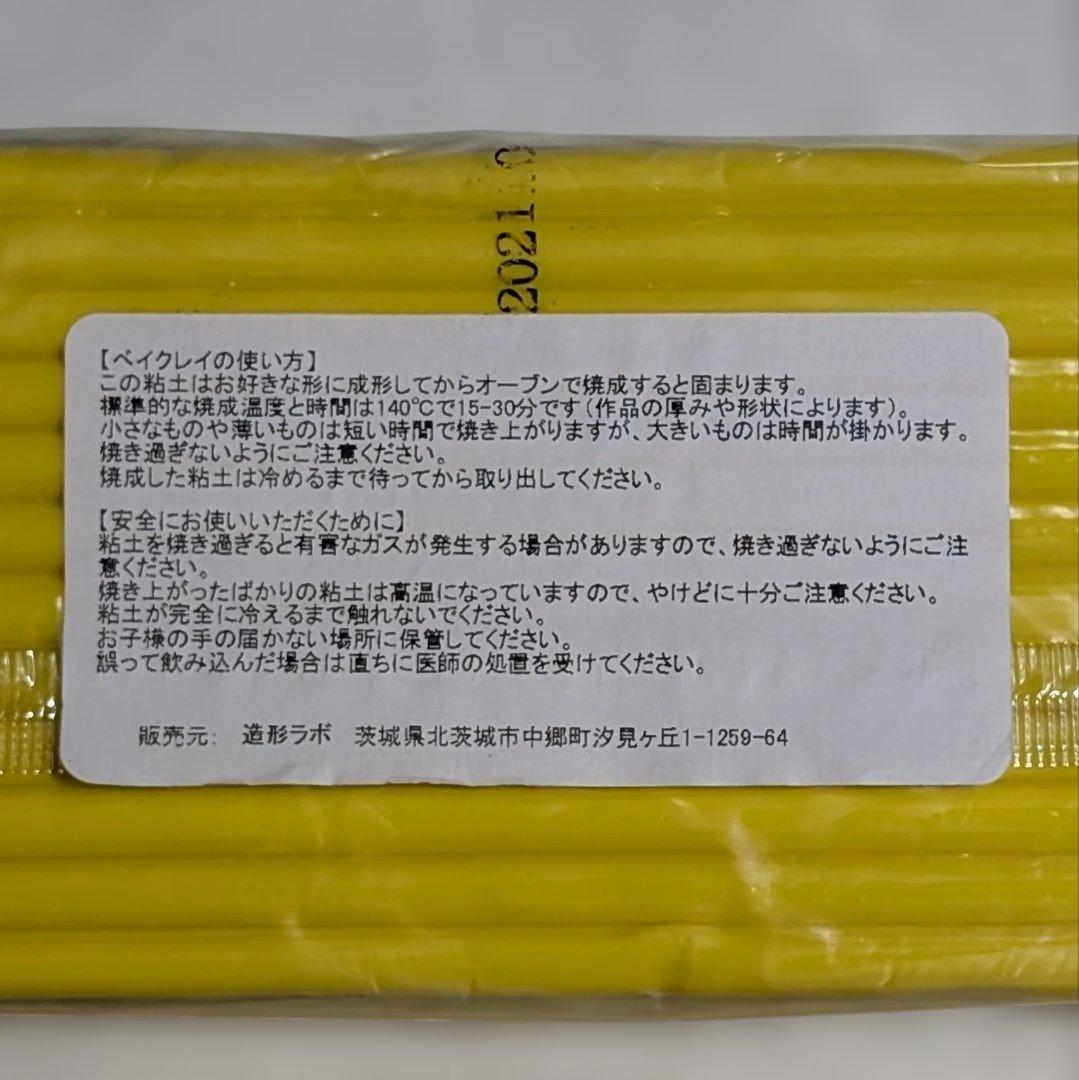 2021.10
【ベイクレイの使い方】
この粘土はお好きな形に成形してからオーブンで焼成すると固まります。
標準的な焼成温度と時間は140℃で15-30分です(作品の厚みや形状によります)。
小さなものや薄いものは短い時間で焼き上がりますが、大きいものは時間が掛かります。
焼き過ぎないようにご注意ください。
焼成した粘土は冷めるまで待ってから取り出してください。
【安全にお使いいただくために】
粘土を焼き過ぎると有害なガスが発生する場合がありますので、焼き過ぎないようにご注
意ください。
焼き上がったばかりの粘土は高温になっていますので、やけどに十分ご注意ください。
粘土が完全に冷えるまで触れないでください。
お子様の手の届かない場所に保管してください。
誤って飲み込んだ場合は直ちに医師の処置を受けてください。
販売元: 造形ラボ 茨城県北茨城市中郷町汐見ヶ丘1-1259-64